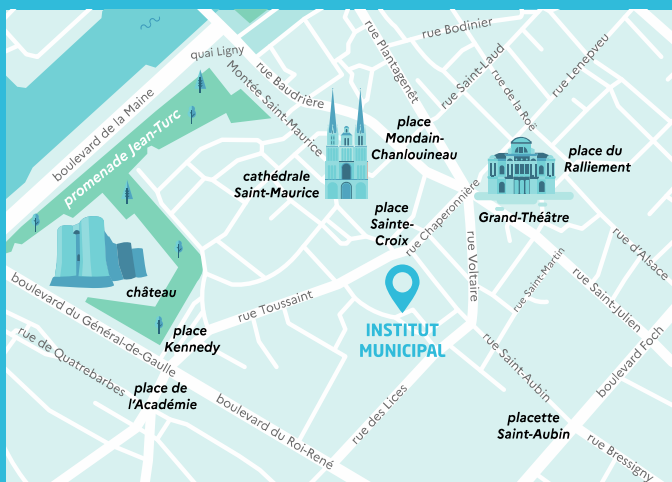 rue Bodinier
rue Plantagenêt
quai Ligny
rue Baudrière
rue Saint-Laud
rue Lenepveu
Montée Saint-Maurice
rue de la Roë
boulevard de la Maine
promenade Jean-Turc
place
Mondain-
Chanlouineau
place du
Ralliement
cathédrale
Saint-Maurice
place
Sainte-
Croix
rue Chaperonnière
Grand-Théâtre
rue d'Alsace
rue Voltaire
rue Saint-Martin
rue Saint-Julien
château
boulevard du Général-de-Gaulle
rue Toussaint
INSTITUT
MUNICIPAL
place
Kennedy
rue de Quatrebarbes
place de
l'Académie
rue Saint-Aubin
boulevard Foch
rue des Lices
boulevard du Roi-René
placette
Saint-Aubin
rue Bressigny